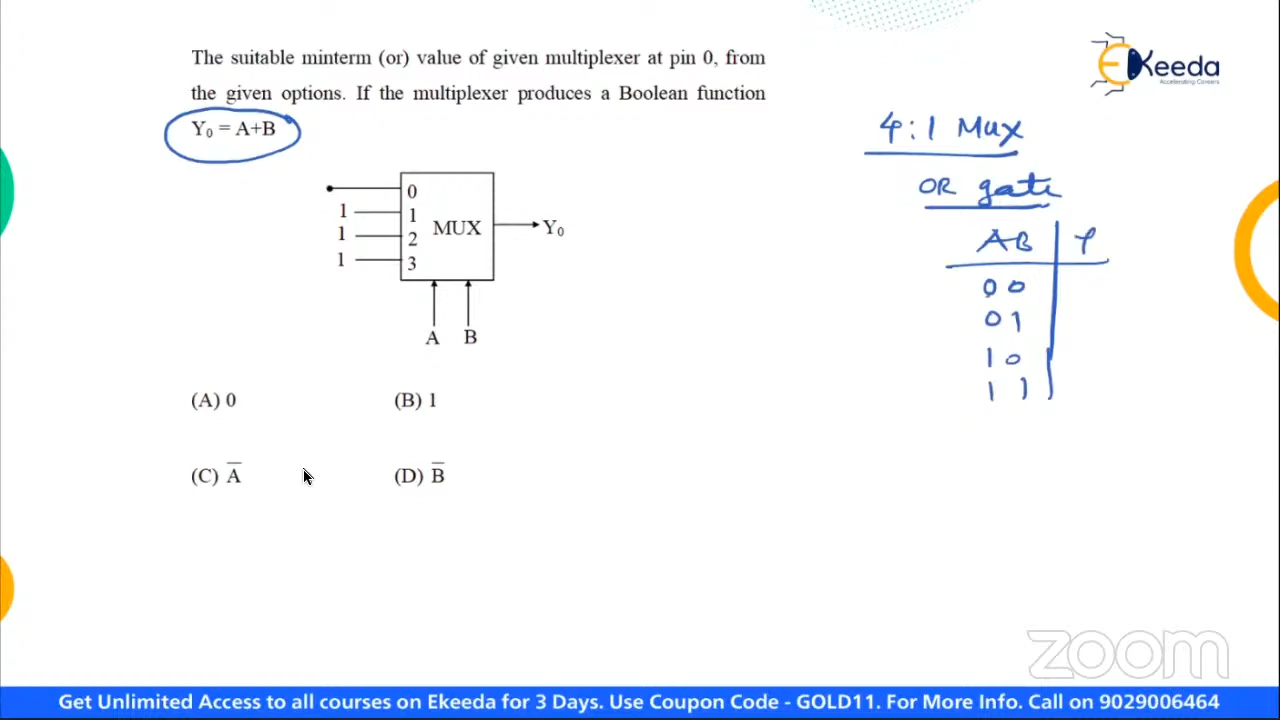 The suitable minterm (or) value of given multiplexer at pin 0, from
the given options. If the multiplexer produces a Boolean function
Y₀ = A+B
EKeeda
Accelerating Careers
4:1 Mux
OR gate
A B Y
0 0
0 1
1 0
1 1
0
1 1
1 2
1 3
MUX
Y₀
A B
(A) 0 (B) 1
(C) A̅ (D) B̅
zoom
Get Unlimited Access to all courses on Ekeeda for 3 Days. Use Coupon Code - GOLD11. For More Info. Call on 9029006464